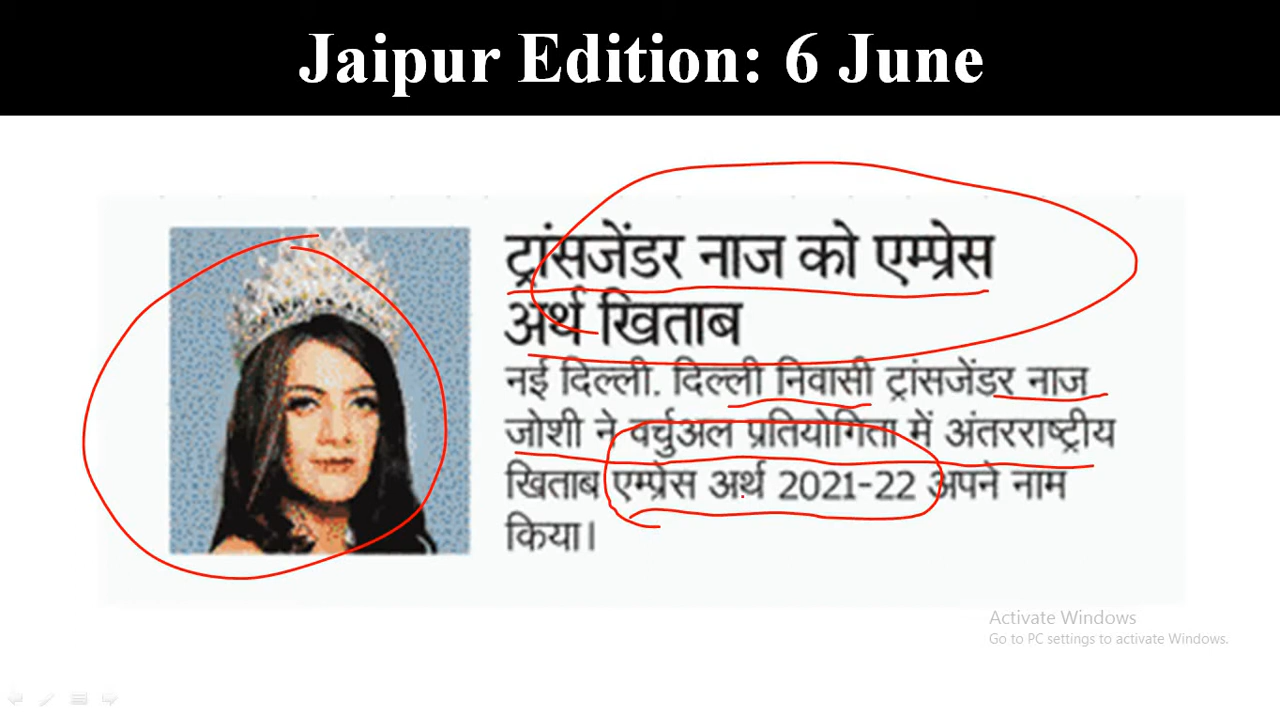 Jaipur Edition: 6 June
ट्रांसजेंडर नाज को एम्प्रेस
अर्थ खिताब
नई दिल्ली. दिल्ली निवासी ट्रांसजेंडर नाज
जोशी ने वर्चुअल प्रतियोगिता में अंतरराष्ट्रीय
खिताब एम्प्रेस अर्थ 2021-22 अपने नाम
किया।
Activate Windows
Go to PC settings to activate Windows.